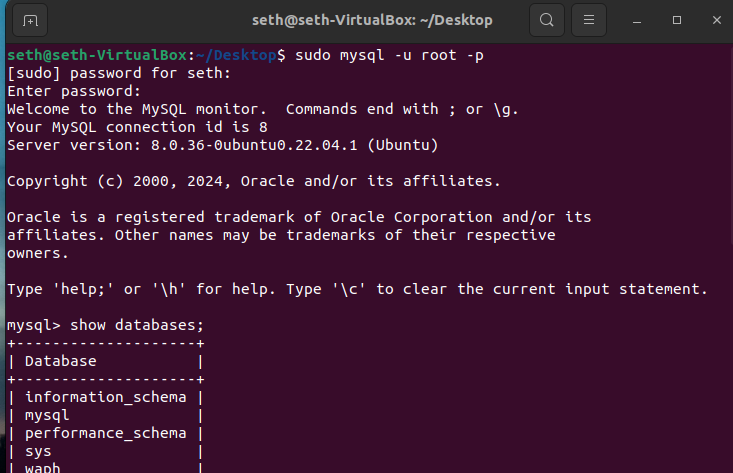 seth@seth-VirtualBox: ~/Desktop
seth@seth-VirtualBox:~/Desktop$ sudo mysql -u root -p
[sudo] password for seth:
Enter password:
Welcome to the MySQL monitor.  Commands end with ; or \g.
Your MySQL connection id is 8
Server version: 8.0.36-0ubuntu0.22.04.1 (Ubuntu)
Copyright (c) 2000, 2024, Oracle and/or its affiliates.
Oracle is a registered trademark of Oracle Corporation and/or its
affiliates. Other names may be trademarks of their respective
owners.
Type 'help;' or '\h' for help. Type '\c' to clear the current input statement.
mysql> show databases;
+--------------------+
| Database           |
+--------------------+
| information_schema |
| mysql              |
| performance_schema |
| sys                |
| waph               |